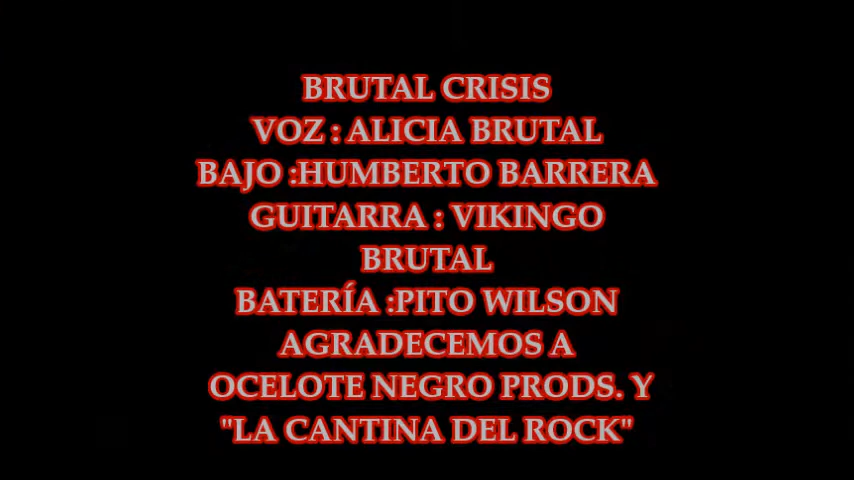 BRUTAL CRISIS
VOZ : ALICIA BRUTAL
BAJO :HUMBERTO BARRERA
GUITARRA : VIKINGO
BRUTAL
BATERÍA :PITO WILSON
AGRADECEMOS A
OCELOTE NEGRO PRODS. Y
"LA CANTINA DEL ROCK"